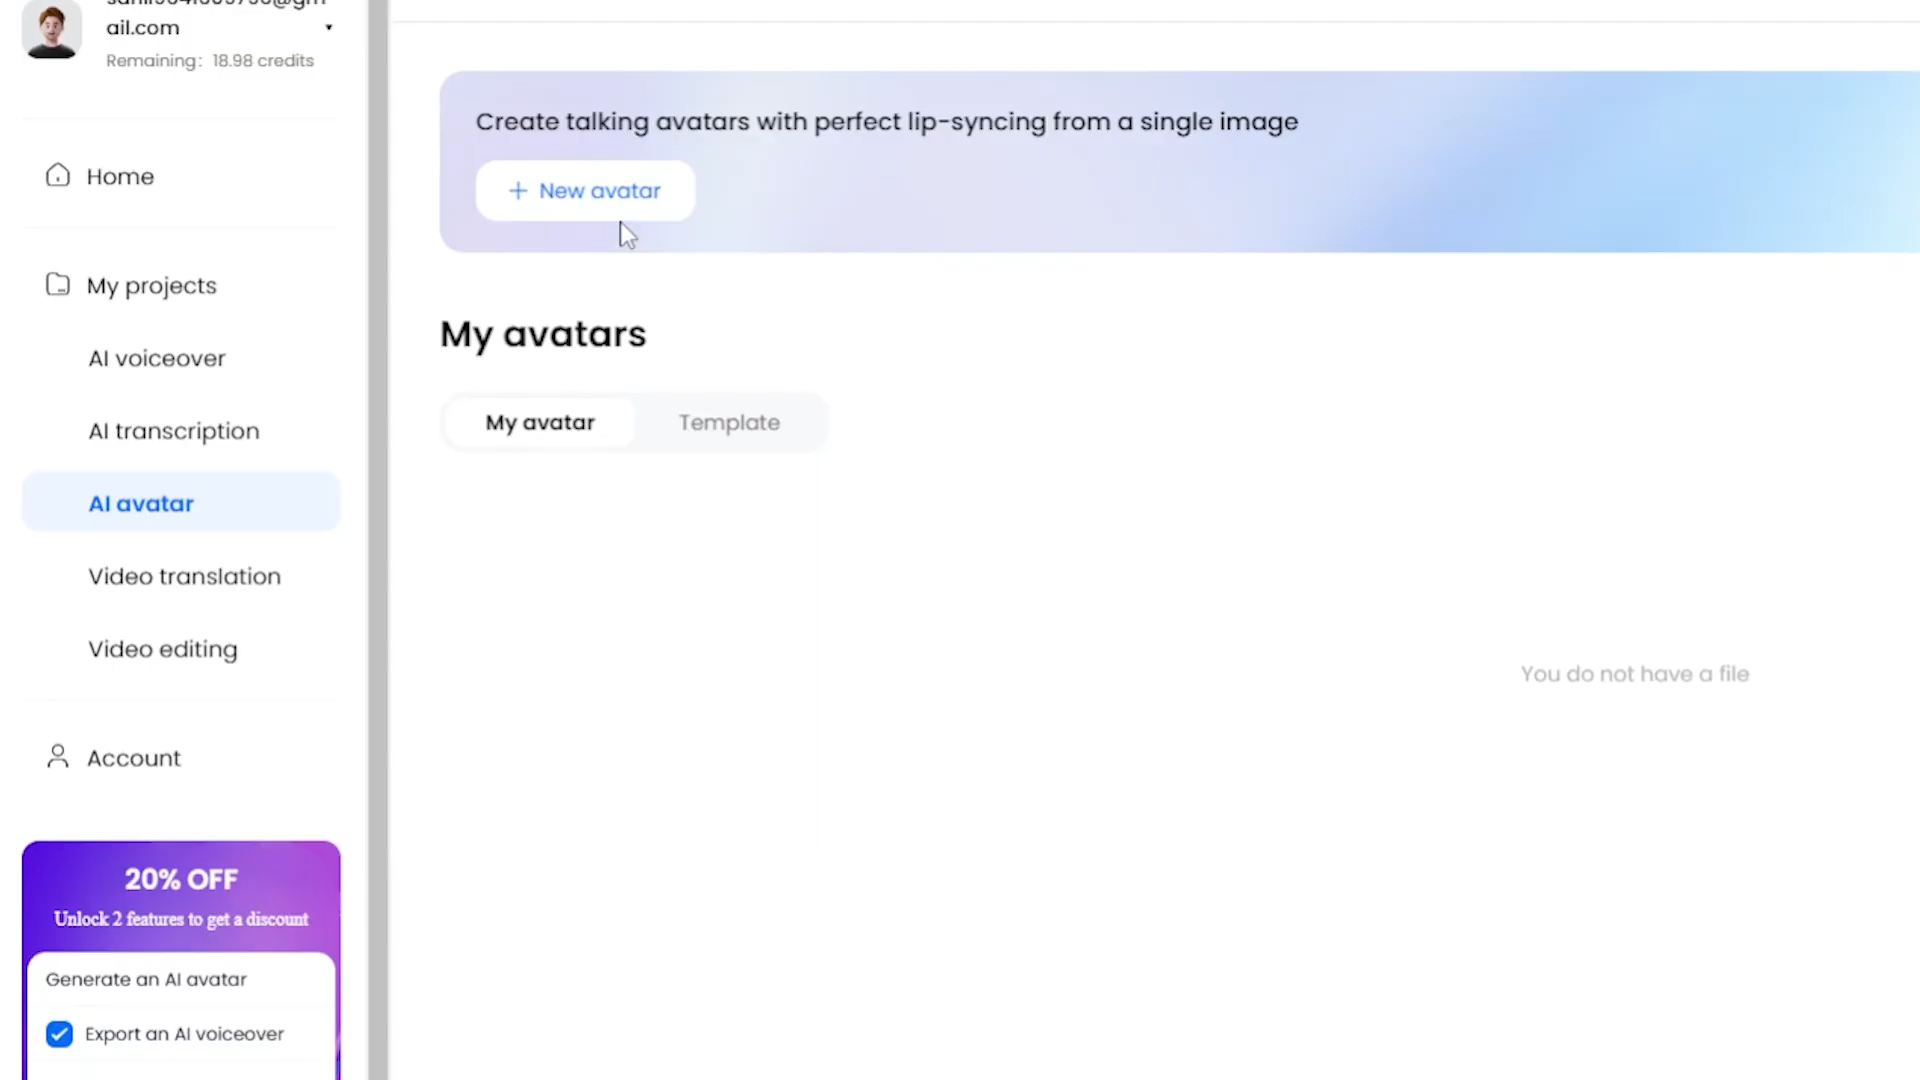 ail.com
Remaining: 18.98 credits
Home
My projects
AI voiceover
AI transcription
AI avatar
Video translation
Video editing
Account
20% OFF
Unlock 2 features to get a discount
Generate an AI avatar
Export an AI voiceover
Create talking avatars with perfect lip-syncing from a single image
+ New avatar
My avatars
My avatar
Template
You do not have a file